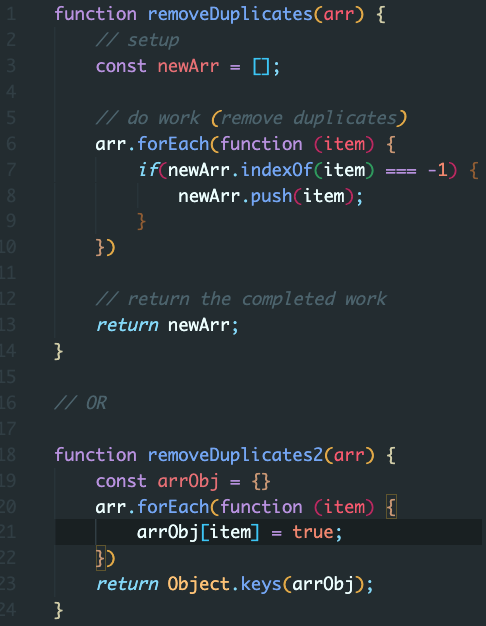 1 function removeDuplicates(arr) {
2     // setup
3     const newArr = [];
4
5     // do work (remove duplicates)
6     arr.forEach(function (item) {
7         if(newArr.indexOf(item) === -1) {
8             newArr.push(item);
9         }
10     })
11
12     // return the completed work
13     return newArr;
14 }
15
16 // OR
17
18 function removeDuplicates2(arr) {
19     const arrObj = {}
20     arr.forEach(function (item) {
21         arrObj[item] = true;
22     })
23     return Object.keys(arrObj);
24 }